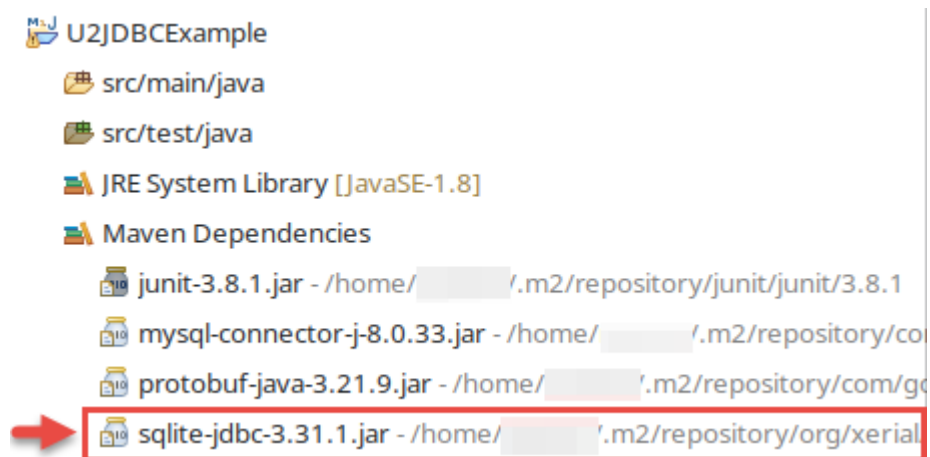 U2JDBCExample
src/main/java
src/test/java
JRE System Library [JavaSE-1.8]
Maven Dependencies
junit-3.8.1.jar - /home/ /.m2/repository/junit/junit/3.8.1
mysql-connector-j-8.0.33.jar - /home/ /.m2/repository/co
protobuf-java-3.21.9.jar - /home/ /.m2/repository/com/go
sqlite-jdbc-3.31.1.jar - /home/ /.m2/repository/org/xerial